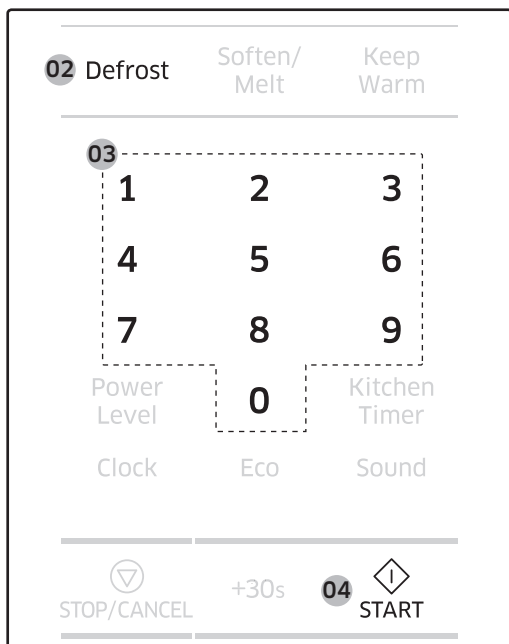 02 Defrost Soften/ Keep
Melt Warm
03
1 2 3
4 5 6
7 8 9
Power 0 Kitchen
Level Timer
Clock Eco Sound
STOP/CANCEL +30s 04 START